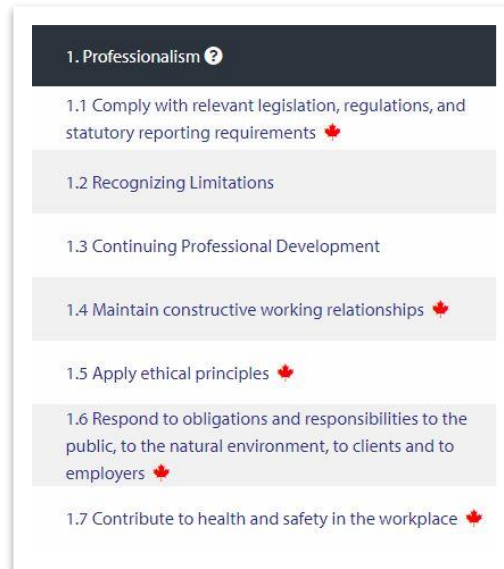 1. Professionalism ?
1.1 Comply with relevant legislation, regulations, and
statutory reporting requirements
1.2 Recognizing Limitations
1.3 Continuing Professional Development
1.4 Maintain constructive working relationships
1.5 Apply ethical principles
1.6 Respond to obligations and responsibilities to the
public, to the natural environment, to clients and to
employers
1.7 Contribute to health and safety in the workplace